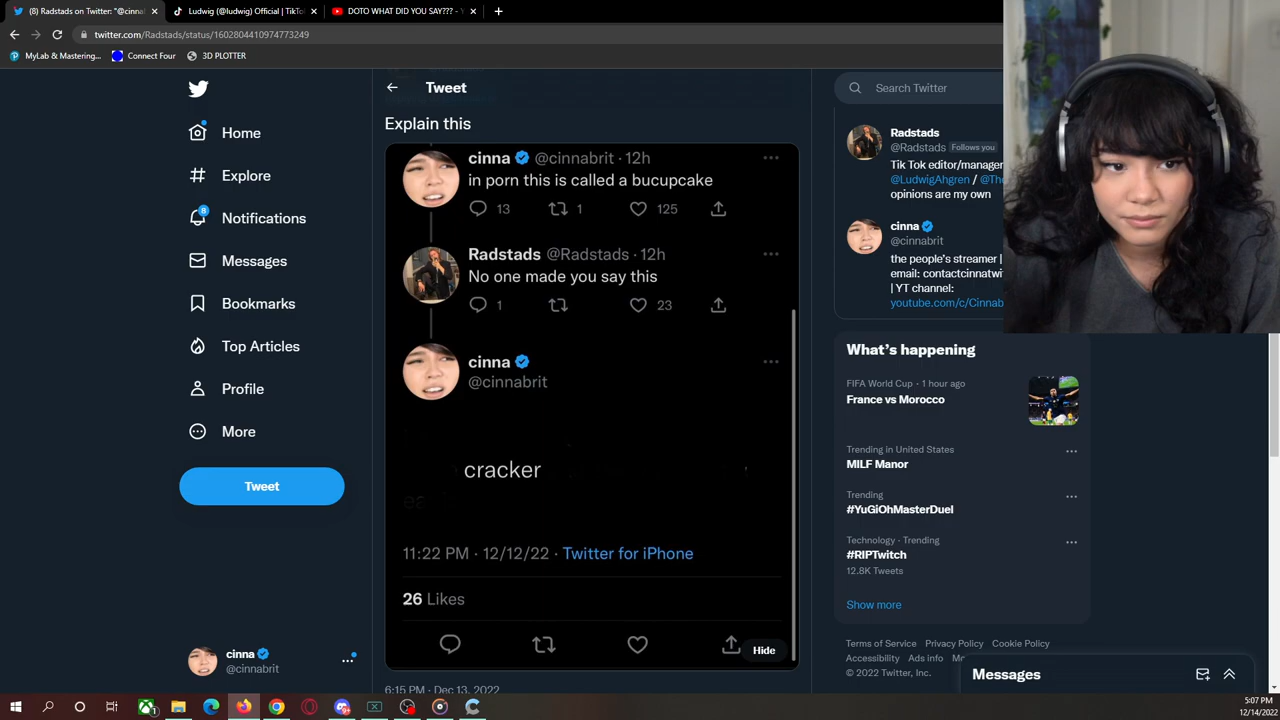 (8) Radstads on Twitter: "@cinnal
Ludwig (@ludwig) Official | TikTo
DOTO WHAT DID YOU SAY???
twitter.com/Radstads/status/1602804410974773249
MyLab & Mastering...
Connect Four
3D PLOTTER
Home
Explore
8
Notifications
Messages
Bookmarks
Top Articles
Profile
More
Tweet
cinna
@cinnabrit
Tweet
Explain this
cinna @cinnabrit · 12h
in porn this is called a bucupcake
13 1 125
Radstads @Radstads · 12h
No one made you say this
1 23
cinna
@cinnabrit
cracker
11:22 PM · 12/12/22 · Twitter for iPhone
26 Likes
Hide
6:15 PM · Dec 13, 2022
Search Twitter
Radstads
@Radstads Follows you
Tik Tok editor/manager
@LudwigAhgren / @The
opinions are my own
cinna
@cinnabrit
the people's streamer |
email: contactcinnatwi
| YT channel:
youtube.com/c/Cinnab
What's happening
FIFA World Cup · 1 hour ago
France vs Morocco
Trending in United States
MILF Manor
Trending
#YuGiOhMasterDuel
Technology · Trending
#RIPTwitch
12.8K Tweets
Show more
Terms of Service Privacy Policy Cookie Policy
Accessibility Ads info
© 2022 Twitter, Inc.
Messages
5:07 PM
12/14/2022